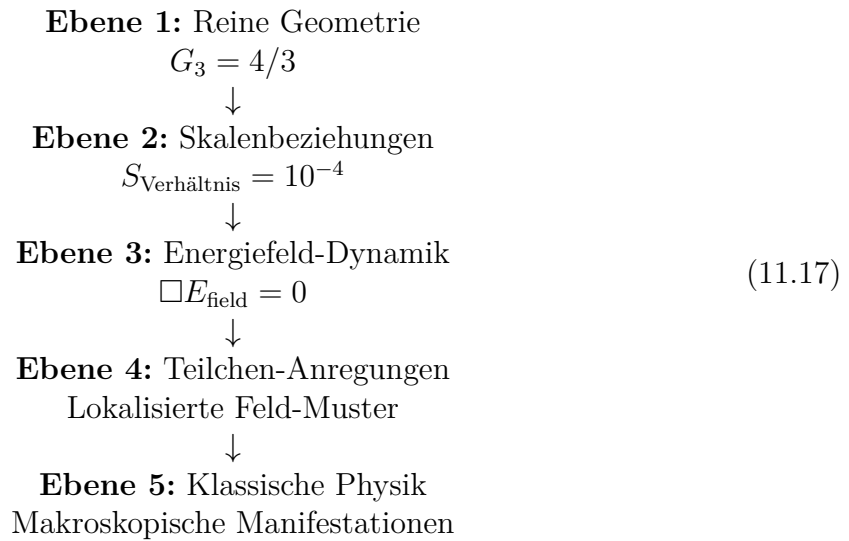 Ebene 1: Reine Geometrie
G₃ = 4/3
↓
Ebene 2: Skalenbeziehungen
S_Verhältnis = 10⁻⁴
↓
Ebene 3: Energiefeld-Dynamik
□E_field = 0
(11.17)
↓
Ebene 4: Teilchen-Anregungen
Lokalisierte Feld-Muster
↓
Ebene 5: Klassische Physik
Makroskopische Manifestationen